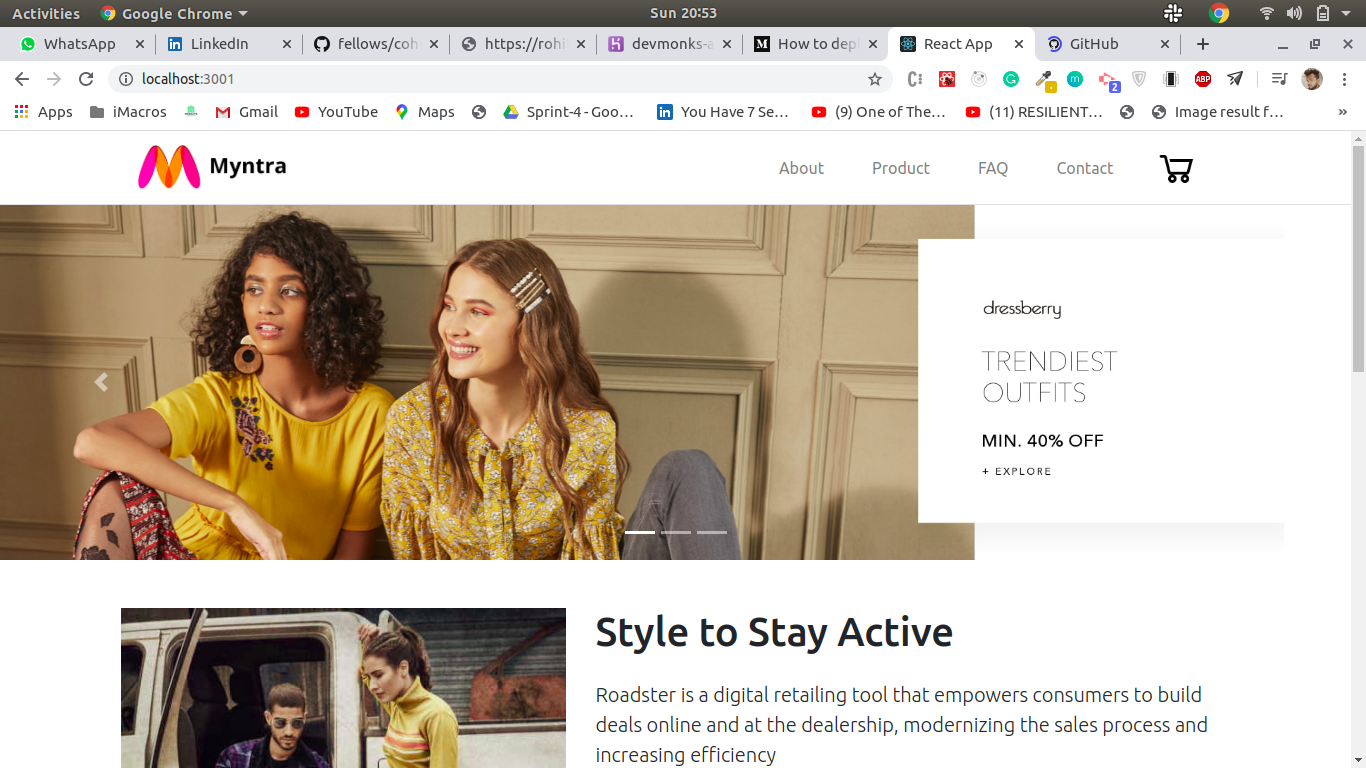 Activities Google Chrome Sun 20:53
WhatsApp LinkedIn fellows/coh https://rohi devmonks-a How to depl React App GitHub
localhost:3001
ABP
2
Apps iMacros Gmail YouTube Maps Sprint-4 - Goo… You Have 7 Se… (9) One of The… (11) RESILIENT… Image result f… »
Myntra About Product FAQ Contact
dressberry
TRENDIEST
OUTFITS
MIN. 40% OFF
+ EXPLORE
Style to Stay Active
Roadster is a digital retailing tool that empowers consumers to build
deals online and at the dealership, modernizing the sales process and
increasing efficiency